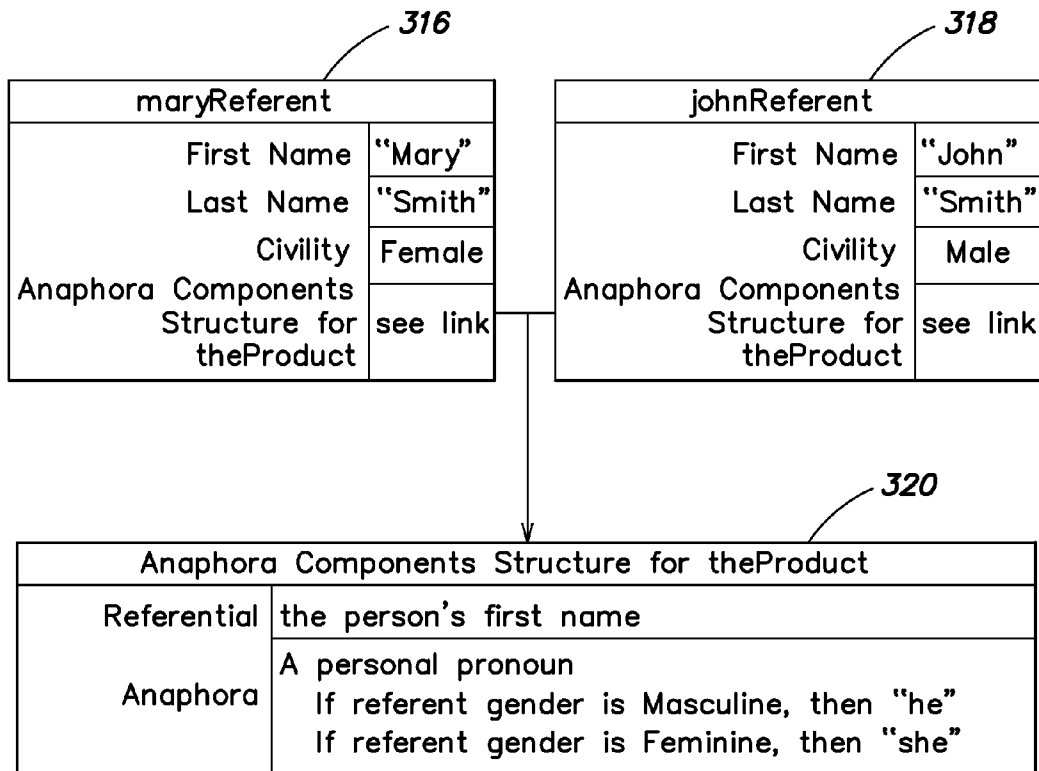 316
maryReferent
First Name "Mary"
Last Name "Smith"
Civility Female
Anaphora Components
Structure for see link
theProduct
318
johnReferent
First Name "John"
Last Name "Smith"
Civility Male
Anaphora Components
Structure for see link
theProduct
320
Anaphora Components Structure for theProduct
Referential the person's first name
Anaphora A personal pronoun
If referent gender is Masculine, then "he"
If referent gender is Feminine, then "she"